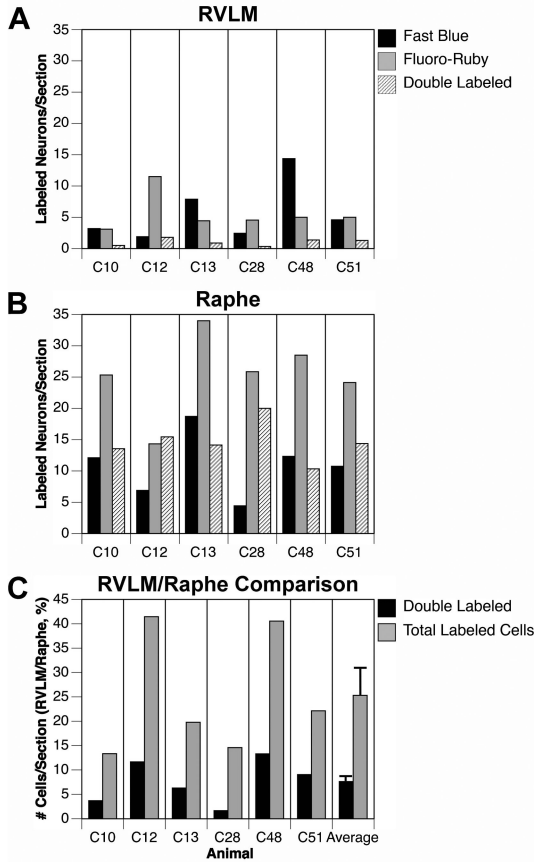 A
RVLM
Labeled Neurons/Section
35
30
25
20
15
10
5
0
C10 C12 C13 C28 C48 C51
Fast Blue
Fluoro-Ruby
Double Labeled
B
Raphe
Labeled Neurons/Section
35
30
25
20
15
10
5
0
C10 C12 C13 C28 C48 C51
C
RVLM/Raphe Comparison
# Cells/Section (RVLM/Raphe, %)
45
40
35
30
25
20
15
10
5
0
C10 C12 C13 C28 C48 C51 Average
Animal
Double Labeled
Total Labeled Cells